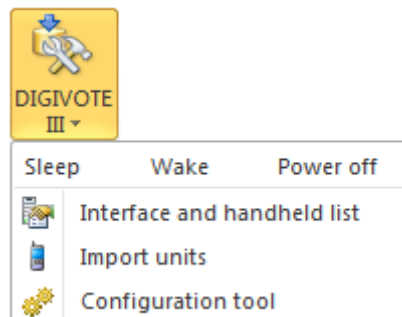 DIGIVOTE
III
Sleep Wake Power off
Interface and handheld list
Import units
Configuration tool